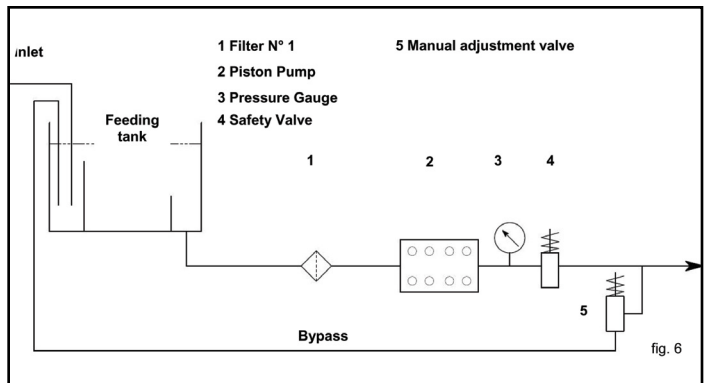 Inlet
1 Filter N° 1
2 Piston Pump
3 Pressure Gauge
4 Safety Valve
5 Manual adjustment valve
Feeding
tank
1
2
3
4
5
Bypass
fig. 6